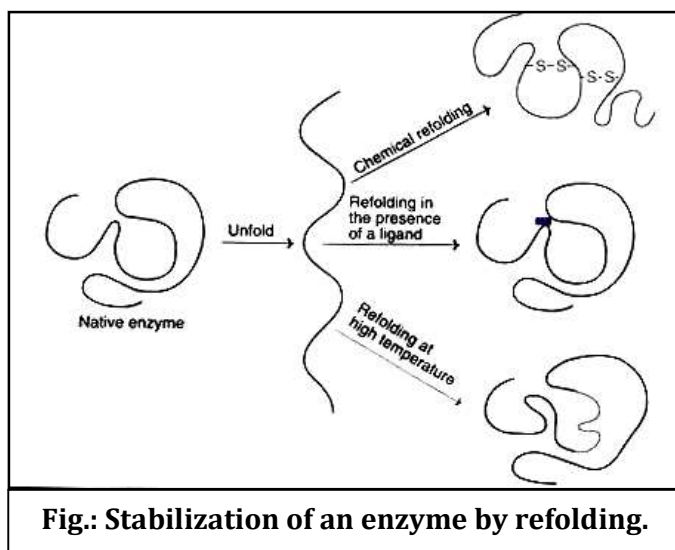 -S-S-
-S-S-
Chemical refolding
Refolding in
the presence
of a ligand
Unfold
Native enzyme
Refolding at
high temperature
Fig.: Stabilization of an enzyme by refolding.